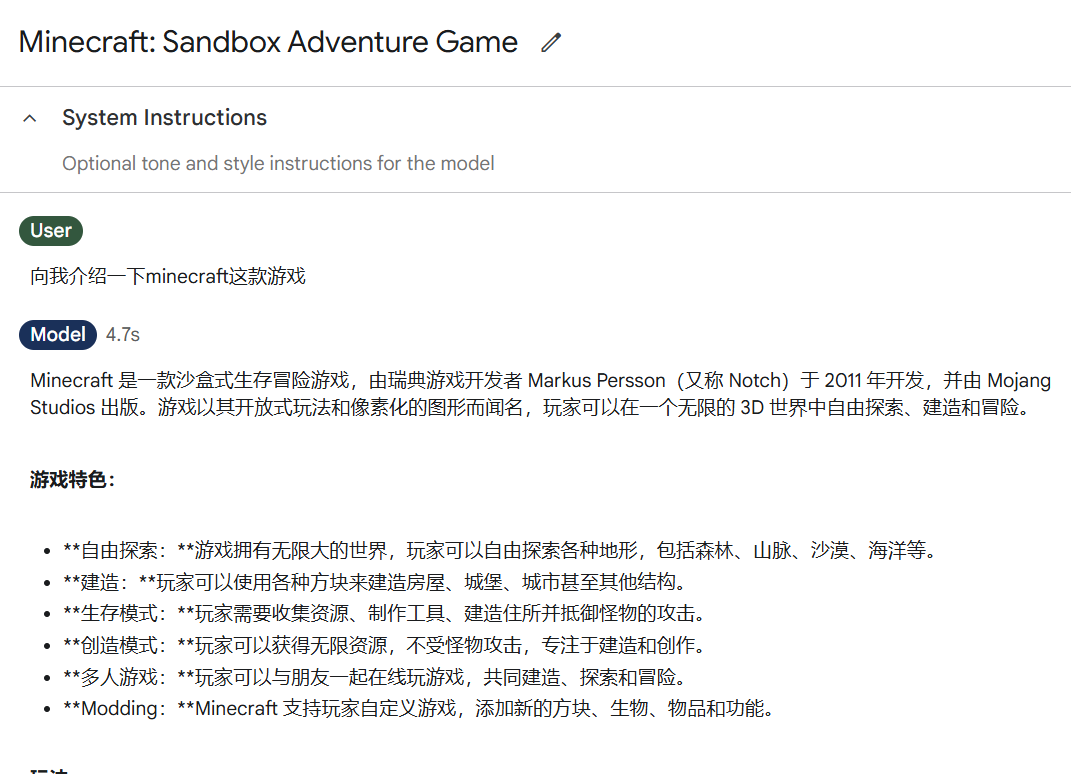 Minecraft: Sandbox Adventure Game
System Instructions
Optional tone and style instructions for the model
User
向我介绍一下minecraft这款游戏
Model 4.7s
Minecraft 是一款沙盒式生存冒险游戏，由瑞典游戏开发者 Markus Persson（又称 Notch）于 2011 年开发，并由 Mojang
Studios 出版。游戏以其开放式玩法和像素化的图形而闻名，玩家可以在一个无限的 3D 世界中自由探索、建造和冒险。
游戏特色：
• **自由探索：**游戏拥有无限大的世界，玩家可以自由探索各种地形，包括森林、山脉、沙漠、海洋等。
• **建造：**玩家可以使用各种方块来建造房屋、城堡、城市甚至其他结构。
• **生存模式：**玩家需要收集资源、制作工具、建造住所并抵御怪物的攻击。
• **创造模式：**玩家可以获得无限资源，不受怪物攻击，专注于建造和创作。
• **多人游戏：**玩家可以与朋友一起在线玩游戏，共同建造、探索和冒险。
• **Modding：**Minecraft 支持玩家自定义游戏，添加新的方块、生物、物品和功能。